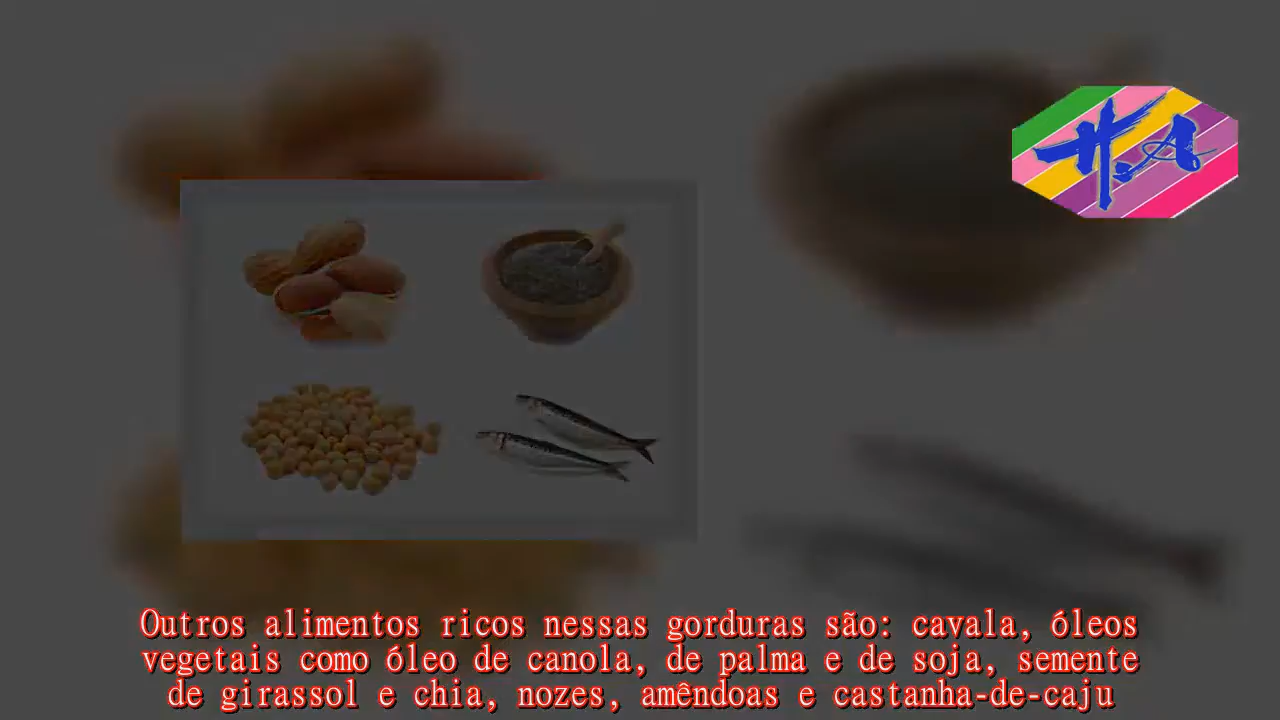 H.A
Outros alimentos ricos nessas gorduras são: cavala, óleos
vegetais como óleo de canola, de palma e de soja, semente
de girassol e chia, nozes, amêndoas e castanha-de-caju